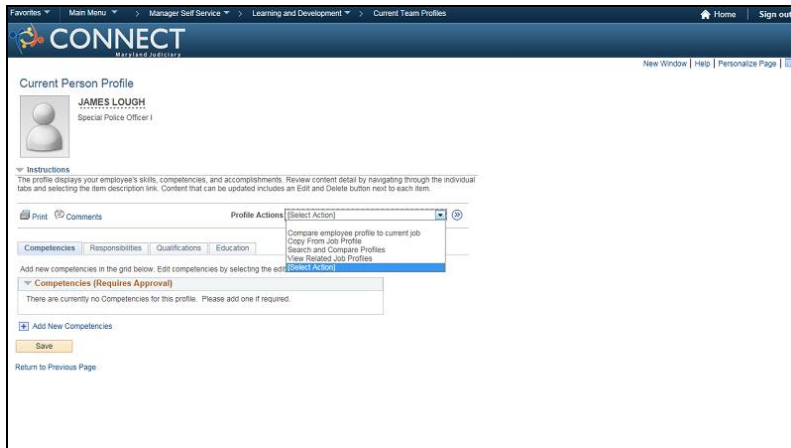 Favorites Main Menu > Manager Self Service > Learning and Development > Current Team Profiles Home Sign out
CONNECT
Maryland Judiciary
New Window | Help | Personalize Page |
Current Person Profile
JAMES LOUGH
Special Police Officer I
Instructions
The profile displays your employee's skills, competencies, and accomplishments. Review content detail by navigating through the individual
tabs and selecting the item description link. Content that can be updated includes an Edit and Delete button next to each item.
Print Comments Profile Actions [Select Action]
Compare employee profile to current job
Copy From Job Profile
Search and Compare Profiles
View Related Job Profiles
[Select Action]
Competencies Responsibilities Qualifications Education
Add new competencies in the grid below. Edit competencies by selecting the edit
Competencies (Requires Approval)
There are currently no Competencies for this profile. Please add one if required.
Add New Competencies
Save
Return to Previous Page